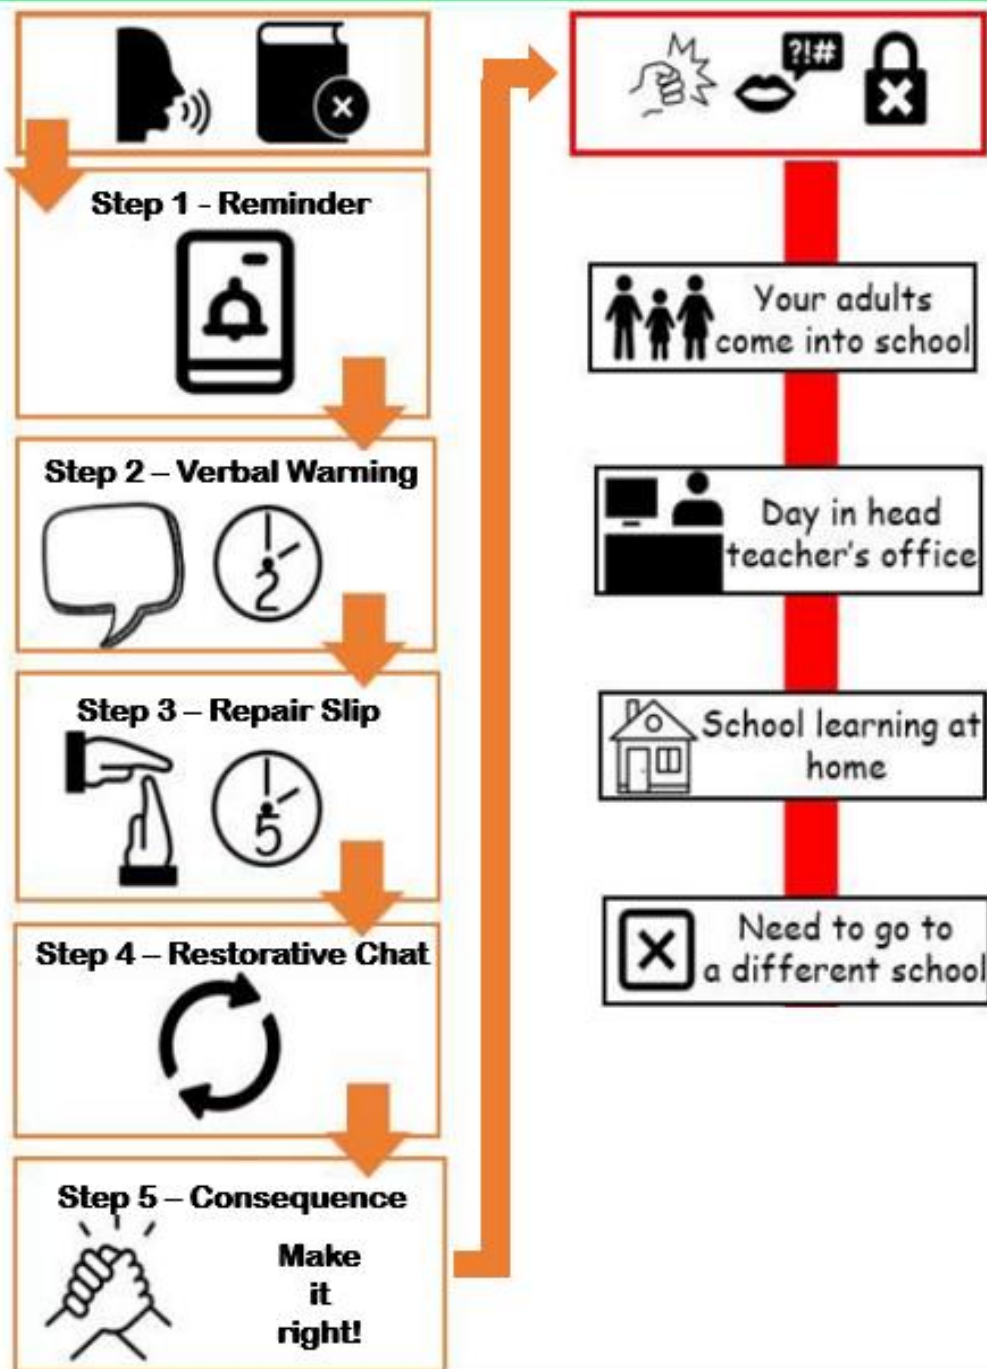 Step 1 - Reminder
Step 2 – Verbal Warning
2
Step 3 – Repair Slip
5
Step 4 – Restorative Chat
Step 5 – Consequence
Make
it
right!
?!#
Your adults
come into school
Day in head
teacher's office
School learning at
home
Need to go to
a different school